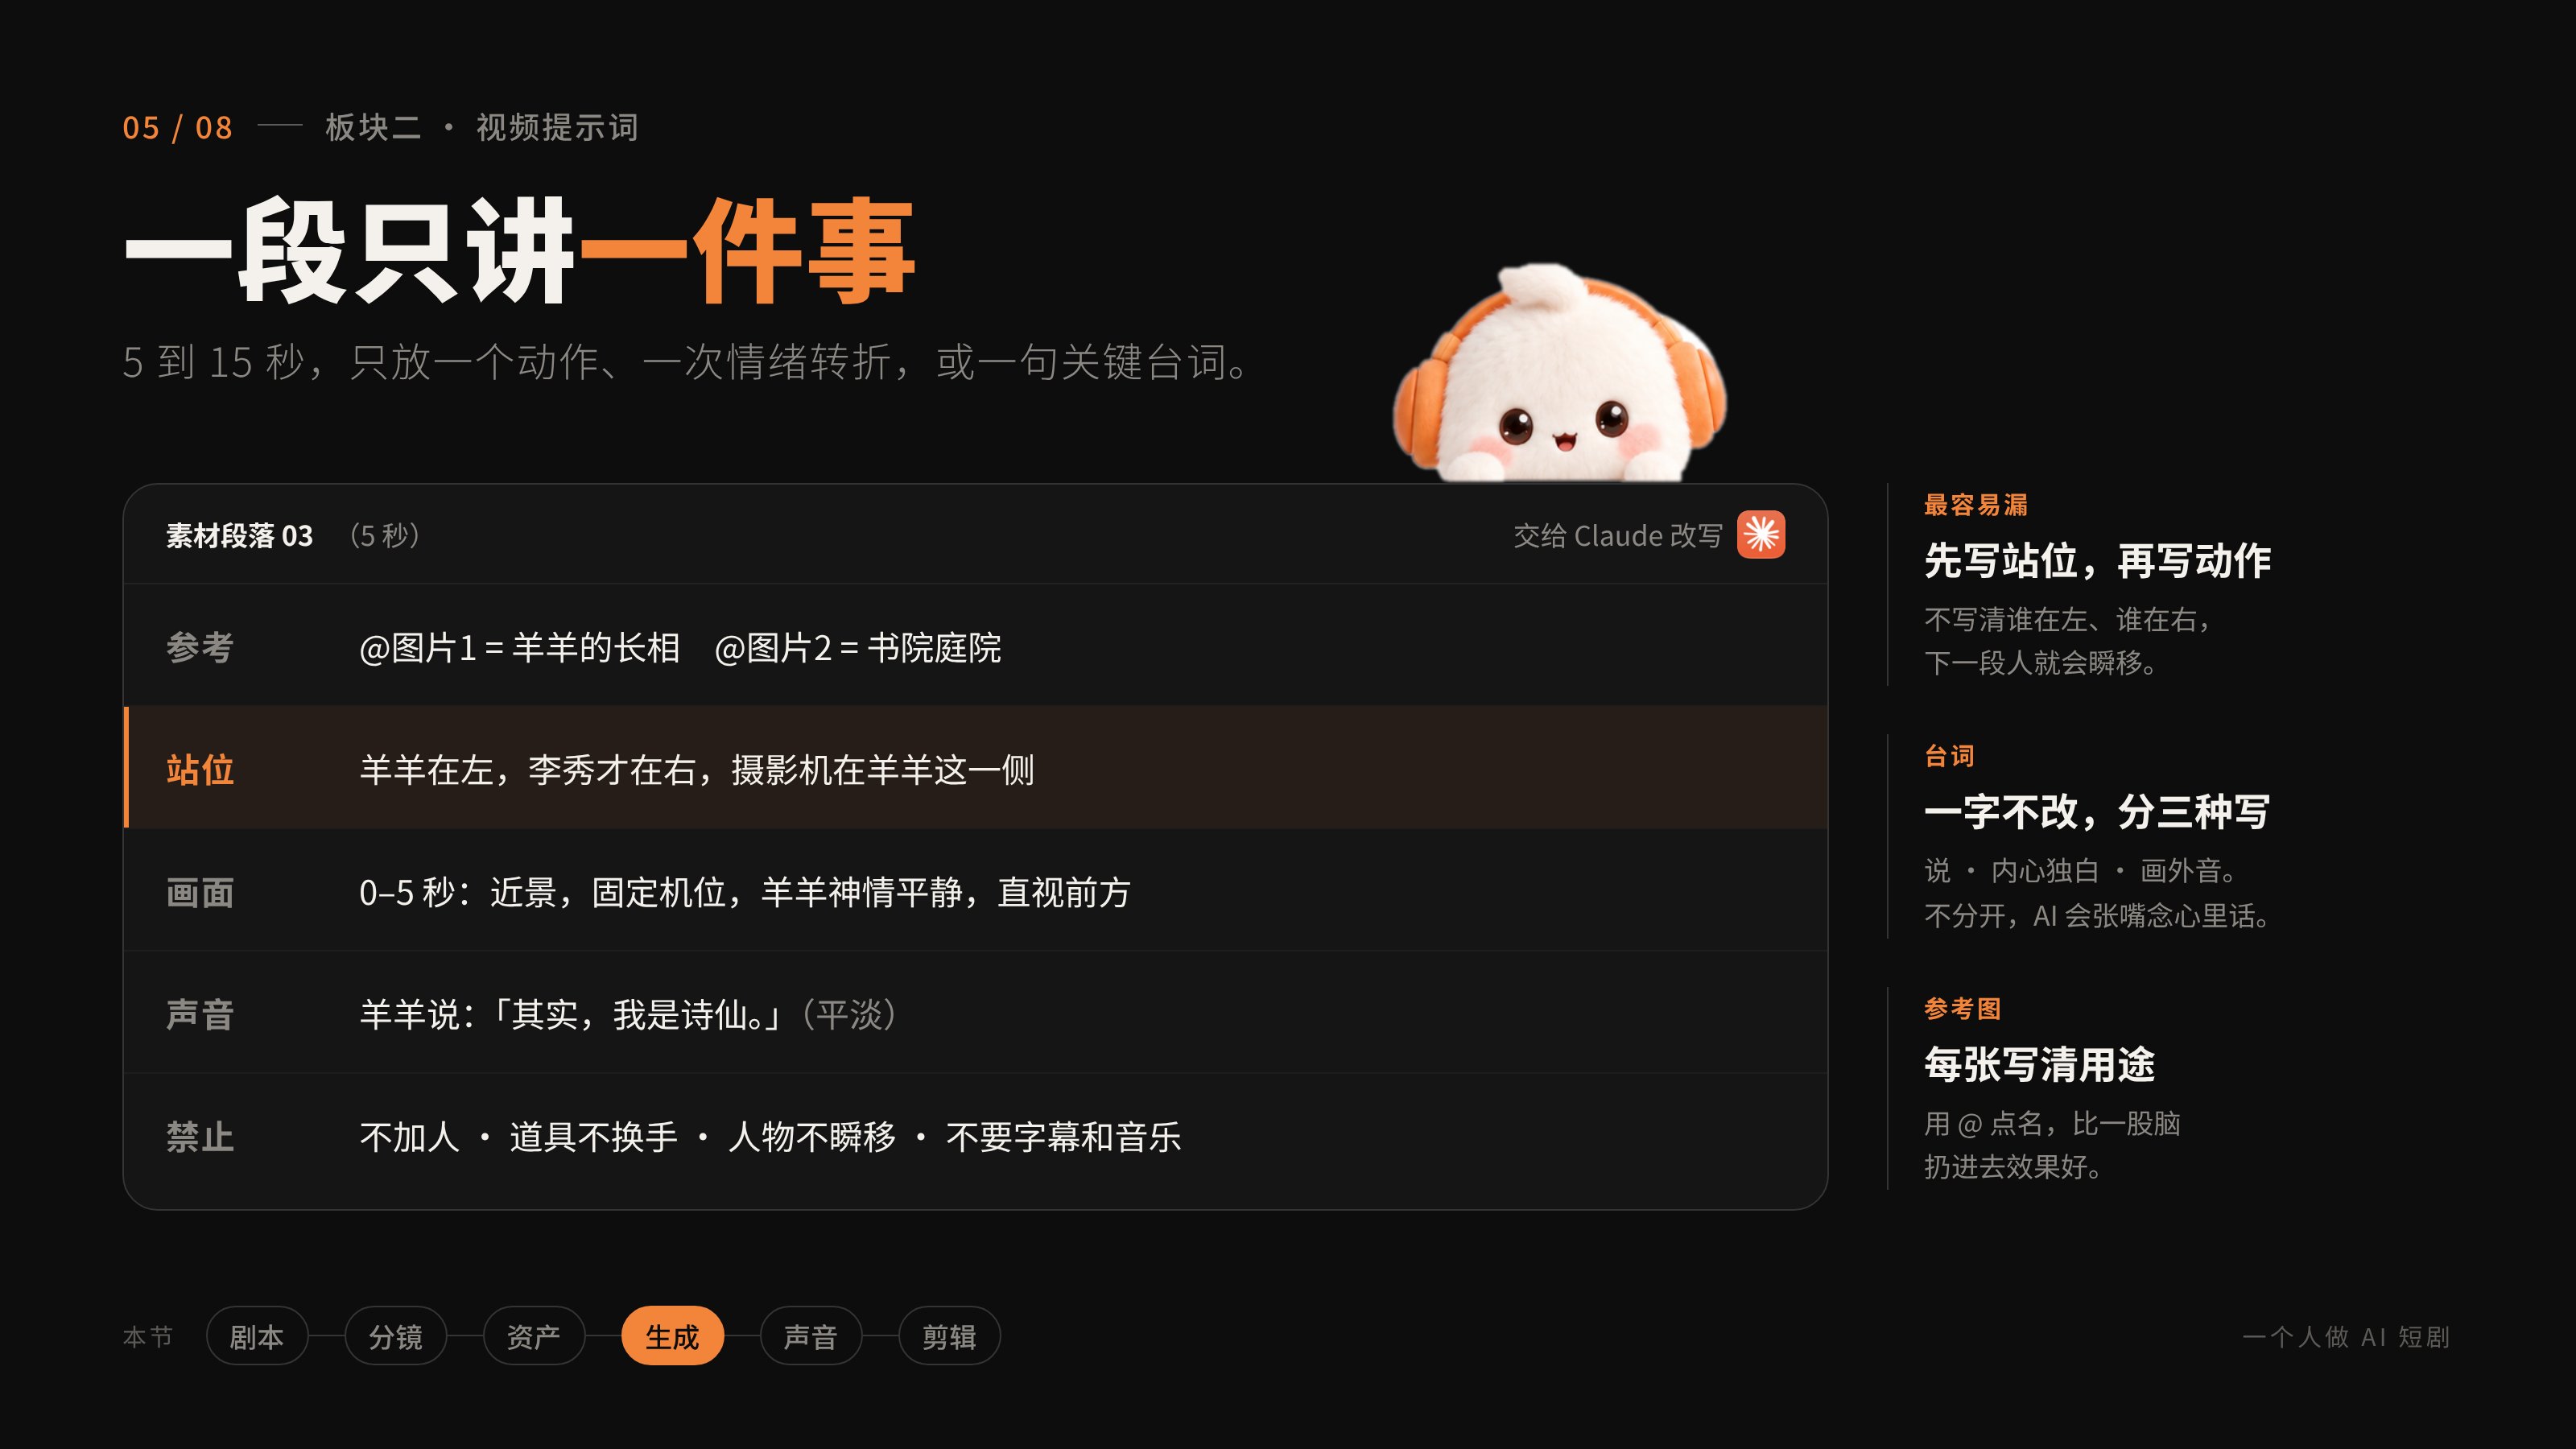 05 / 08 — 板块二 · 视频提示词
一段只讲一件事
5 到 15 秒，只放一个动作、一次情绪转折，或一句关键台词。
素材段落 03 （5 秒） 交给 Claude 改写
参考 @图片1 = 羊羊的长相 @图片2 = 书院庭院
站位 羊羊在左，李秀才在右，摄影机在羊羊这一侧
画面 0–5 秒：近景，固定机位，羊羊神情平静，直视前方
声音 羊羊说：「其实，我是诗仙。」（平淡）
禁止 不加人 · 道具不换手 · 人物不瞬移 · 不要字幕和音乐
最容易漏
先写站位，再写动作
不写清谁在左、谁在右，
下一段人就会瞬移。
台词
一字不改，分三种写
说 · 内心独白 · 画外音。
不分开，AI 会张嘴念心里话。
参考图
每张写清用途
用 @ 点名，比一股脑
扔进去效果好。
本节 剧本 分镜 资产 生成 声音 剪辑
一个人做 AI 短剧